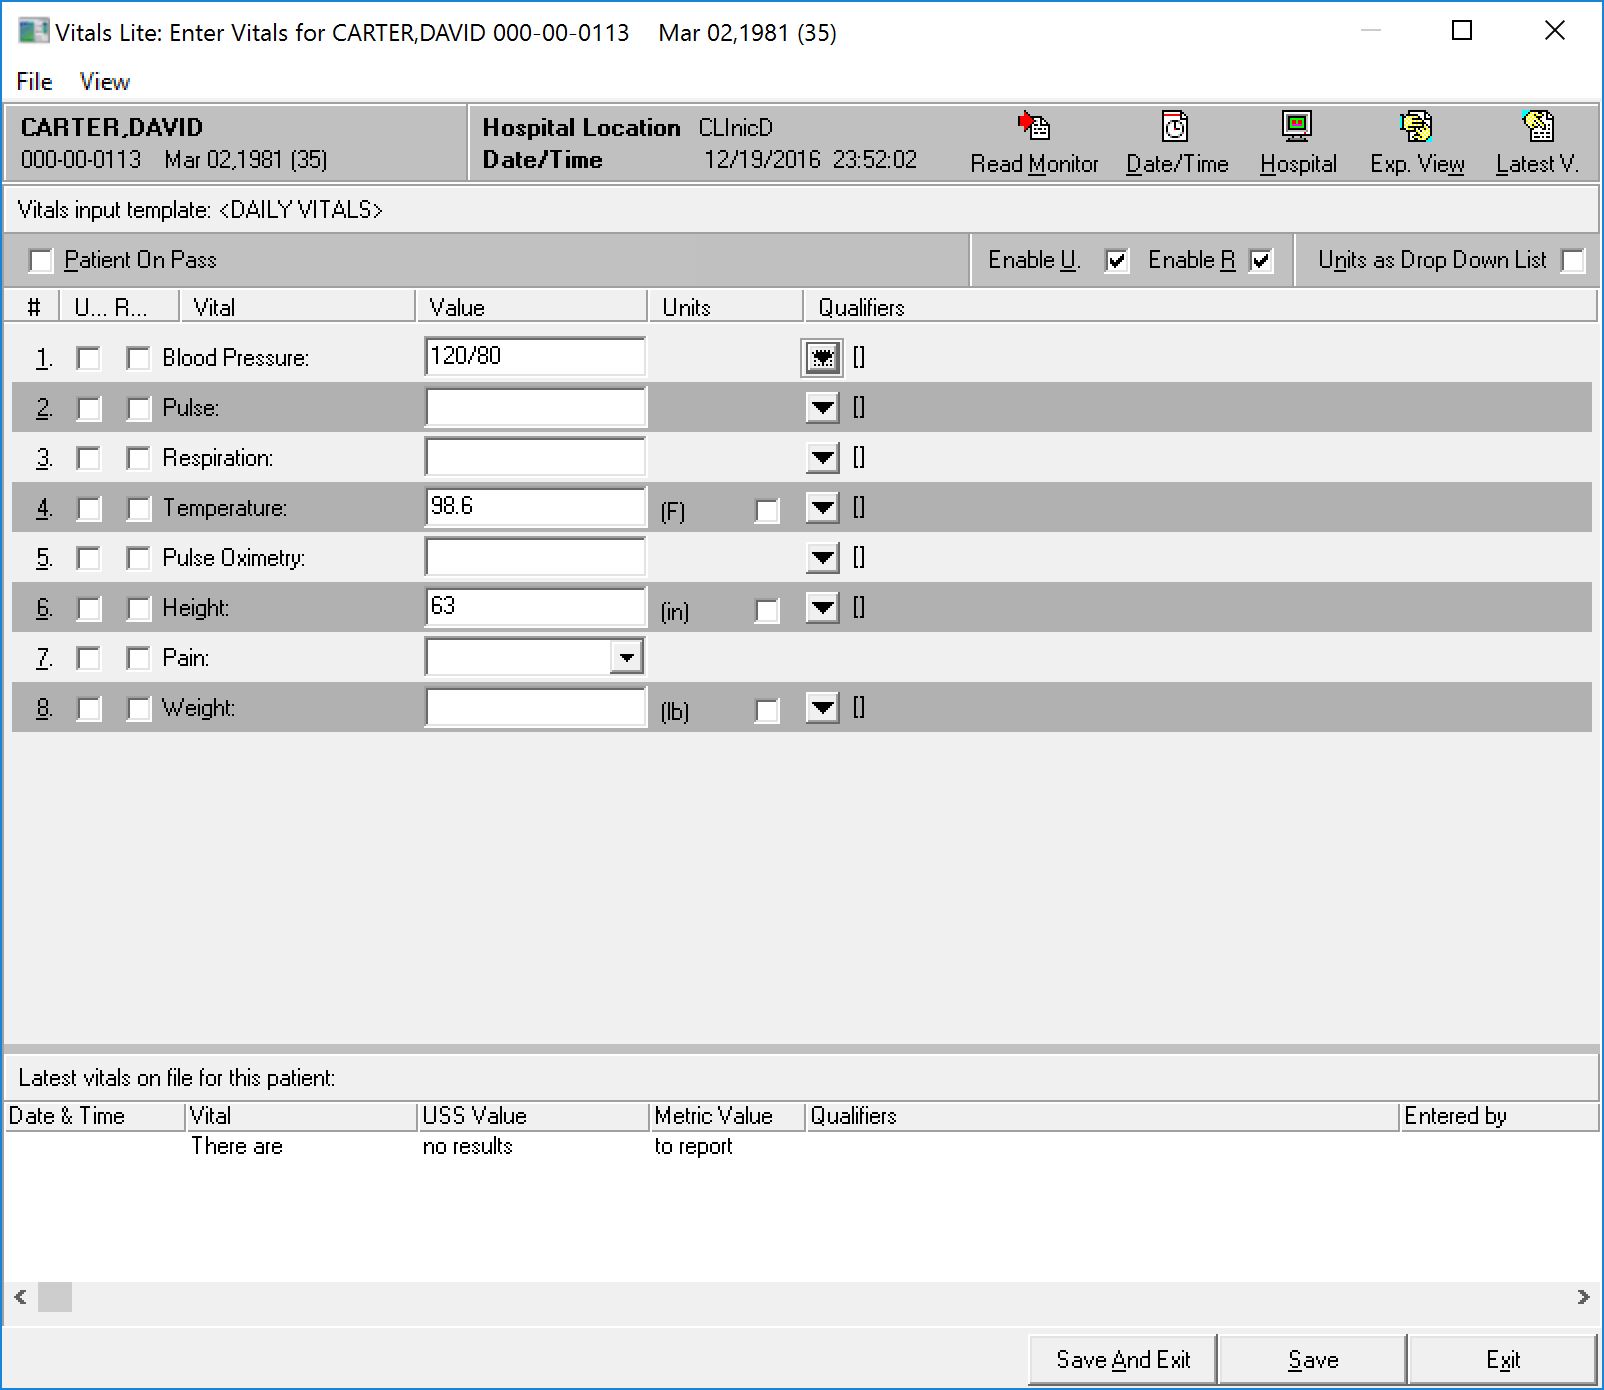 Vitals Lite: Enter Vitals for CARTER,DAVID 000-00-0113 Mar 02,1981 (35)
File View
CARTER,DAVID
000-00-0113 Mar 02,1981 (35)
Hospital Location CLInicD
Date/Time 12/19/2016 23:52:02
Read Monitor Date/Time Hospital Exp. View Latest V.
Vitals input template: <DAILY VITALS>
Patient On Pass Enable U. Enable R Units as Drop Down List
# U... R... Vital Value Units Qualifiers
1. Blood Pressure: 120/80 []
2. Pulse: []
3. Respiration: []
4. Temperature: 98.6 (F) []
5. Pulse Oximetry: []
6. Height: 63 (in) []
7. Pain:
8. Weight: (lb) []
Latest vitals on file for this patient:
Date & Time Vital USS Value Metric Value Qualifiers Entered by
There are no results to report
Save And Exit Save Exit